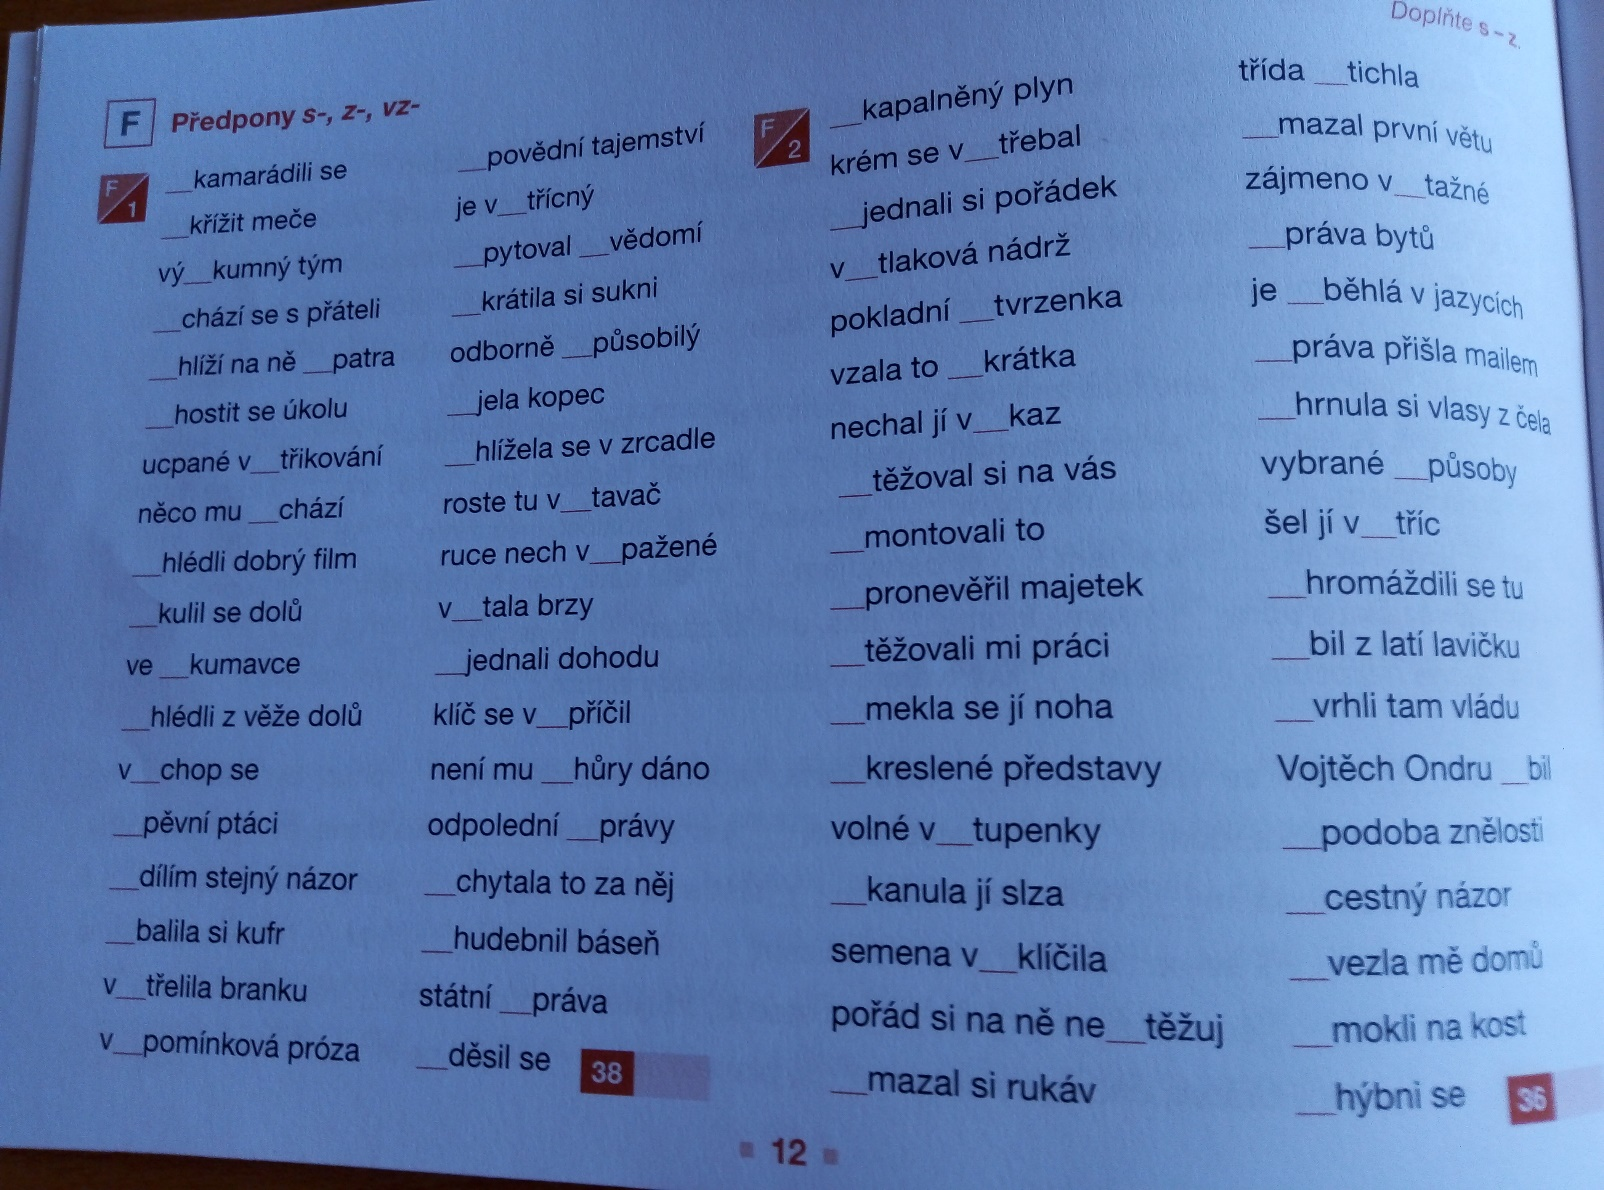 Doplňte s – z.
F Předpony s-, z-, vz-
F 1
__kamarádili se
__křížit meče
vý__kumný tým
__chází se s přáteli
__hlíží na ně __patra
__hostit se úkolu
ucpané v__třikování
něco mu __chází
__hlédli dobrý film
__kulil se dolů
ve __kumavce
__hlédli z věže dolů
v__chop se
__pěvní ptáci
__dílím stejný názor
__balila si kufr
v__třelila branku
v__pomínková próza
__povědní tajemství
je v__třícný
__pytoval __vědomí
__krátila si sukni
odborně __působilý
__jela kopec
__hlížela se v zrcadle
roste tu v__tavač
ruce nech v__pažené
v__tala brzy
__jednali dohodu
klíč se v__příčil
není mu __hůry dáno
odpolední __právy
__chytala to za něj
__hudebnil báseň
státní __práva
__děsil se
38
F 2
__kapalněný plyn
krém se v__třebal
__jednali si pořádek
v__tlaková nádrž
pokladní __tvrzenka
vzala to __krátka
nechal jí v__kaz
__těžoval si na vás
__montovali to
__pronevěřil majetek
__těžovali mi práci
__mekla se jí noha
__kreslené představy
volné v__tupenky
__kanula jí slza
semena v__klíčila
pořád si na ně ne__těžuj
__mazal si rukáv
třída __tichla
__mazal první větu
zájmeno v__tažné
__práva bytů
je __běhlá v jazycích
__práva přišla mailem
__hrnula si vlasy z čela
vybrané __působy
šel jí v__tříc
__hromáždili se tu
__bil z latí lavičku
__vrhli tam vládu
Vojtěch Ondru __bil
__podoba znělosti
__cestný názor
__vezla mě domů
__mokli na kost
__hýbni se
36
12